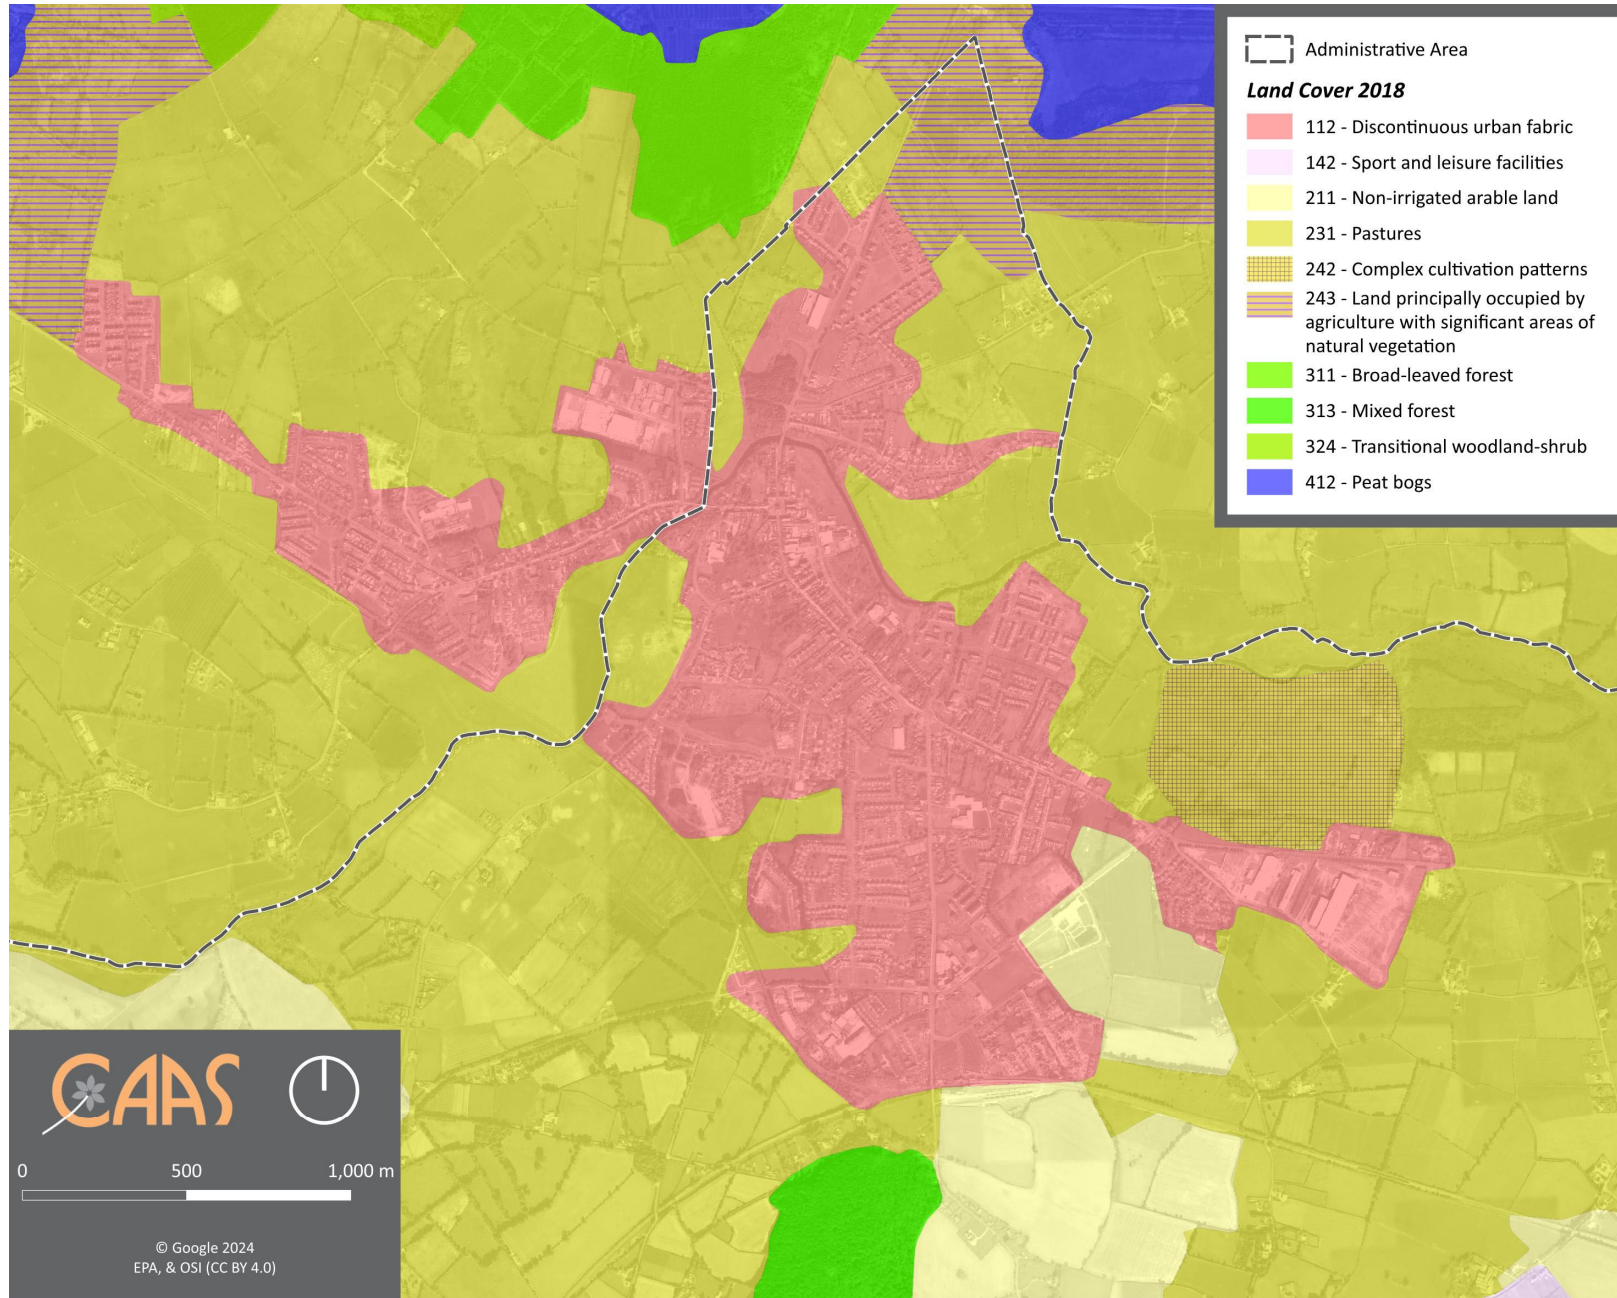 Administrative Area
Land Cover 2018
112 - Discontinuous urban fabric
142 - Sport and leisure facilities
211 - Non-irrigated arable land
231 - Pastures
242 - Complex cultivation patterns
243 - Land principally occupied by
agriculture with significant areas of
natural vegetation
311 - Broad-leaved forest
313 - Mixed forest
324 - Transitional woodland-shrub
412 - Peat bogs
CAAS
0 500 1,000 m
© Google 2024
EPA, & OSI (CC BY 4.0)